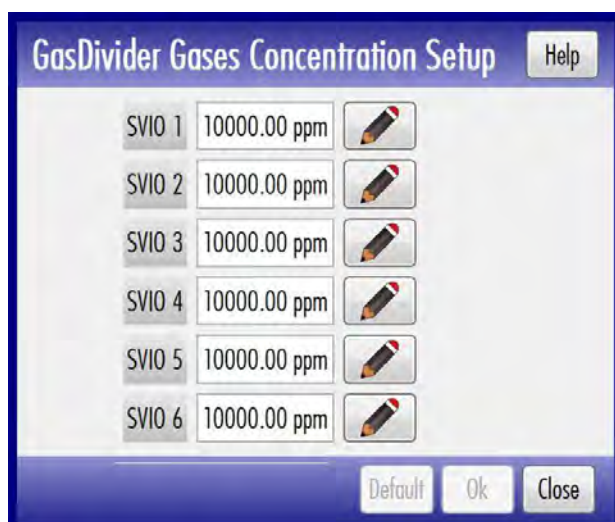 GasDivider Gases Concentration Setup Help
SVIO 1 10000.00 ppm
SVIO 2 10000.00 ppm
SVIO 3 10000.00 ppm
SVIO 4 10000.00 ppm
SVIO 5 10000.00 ppm
SVIO 6 10000.00 ppm
Default Ok Close